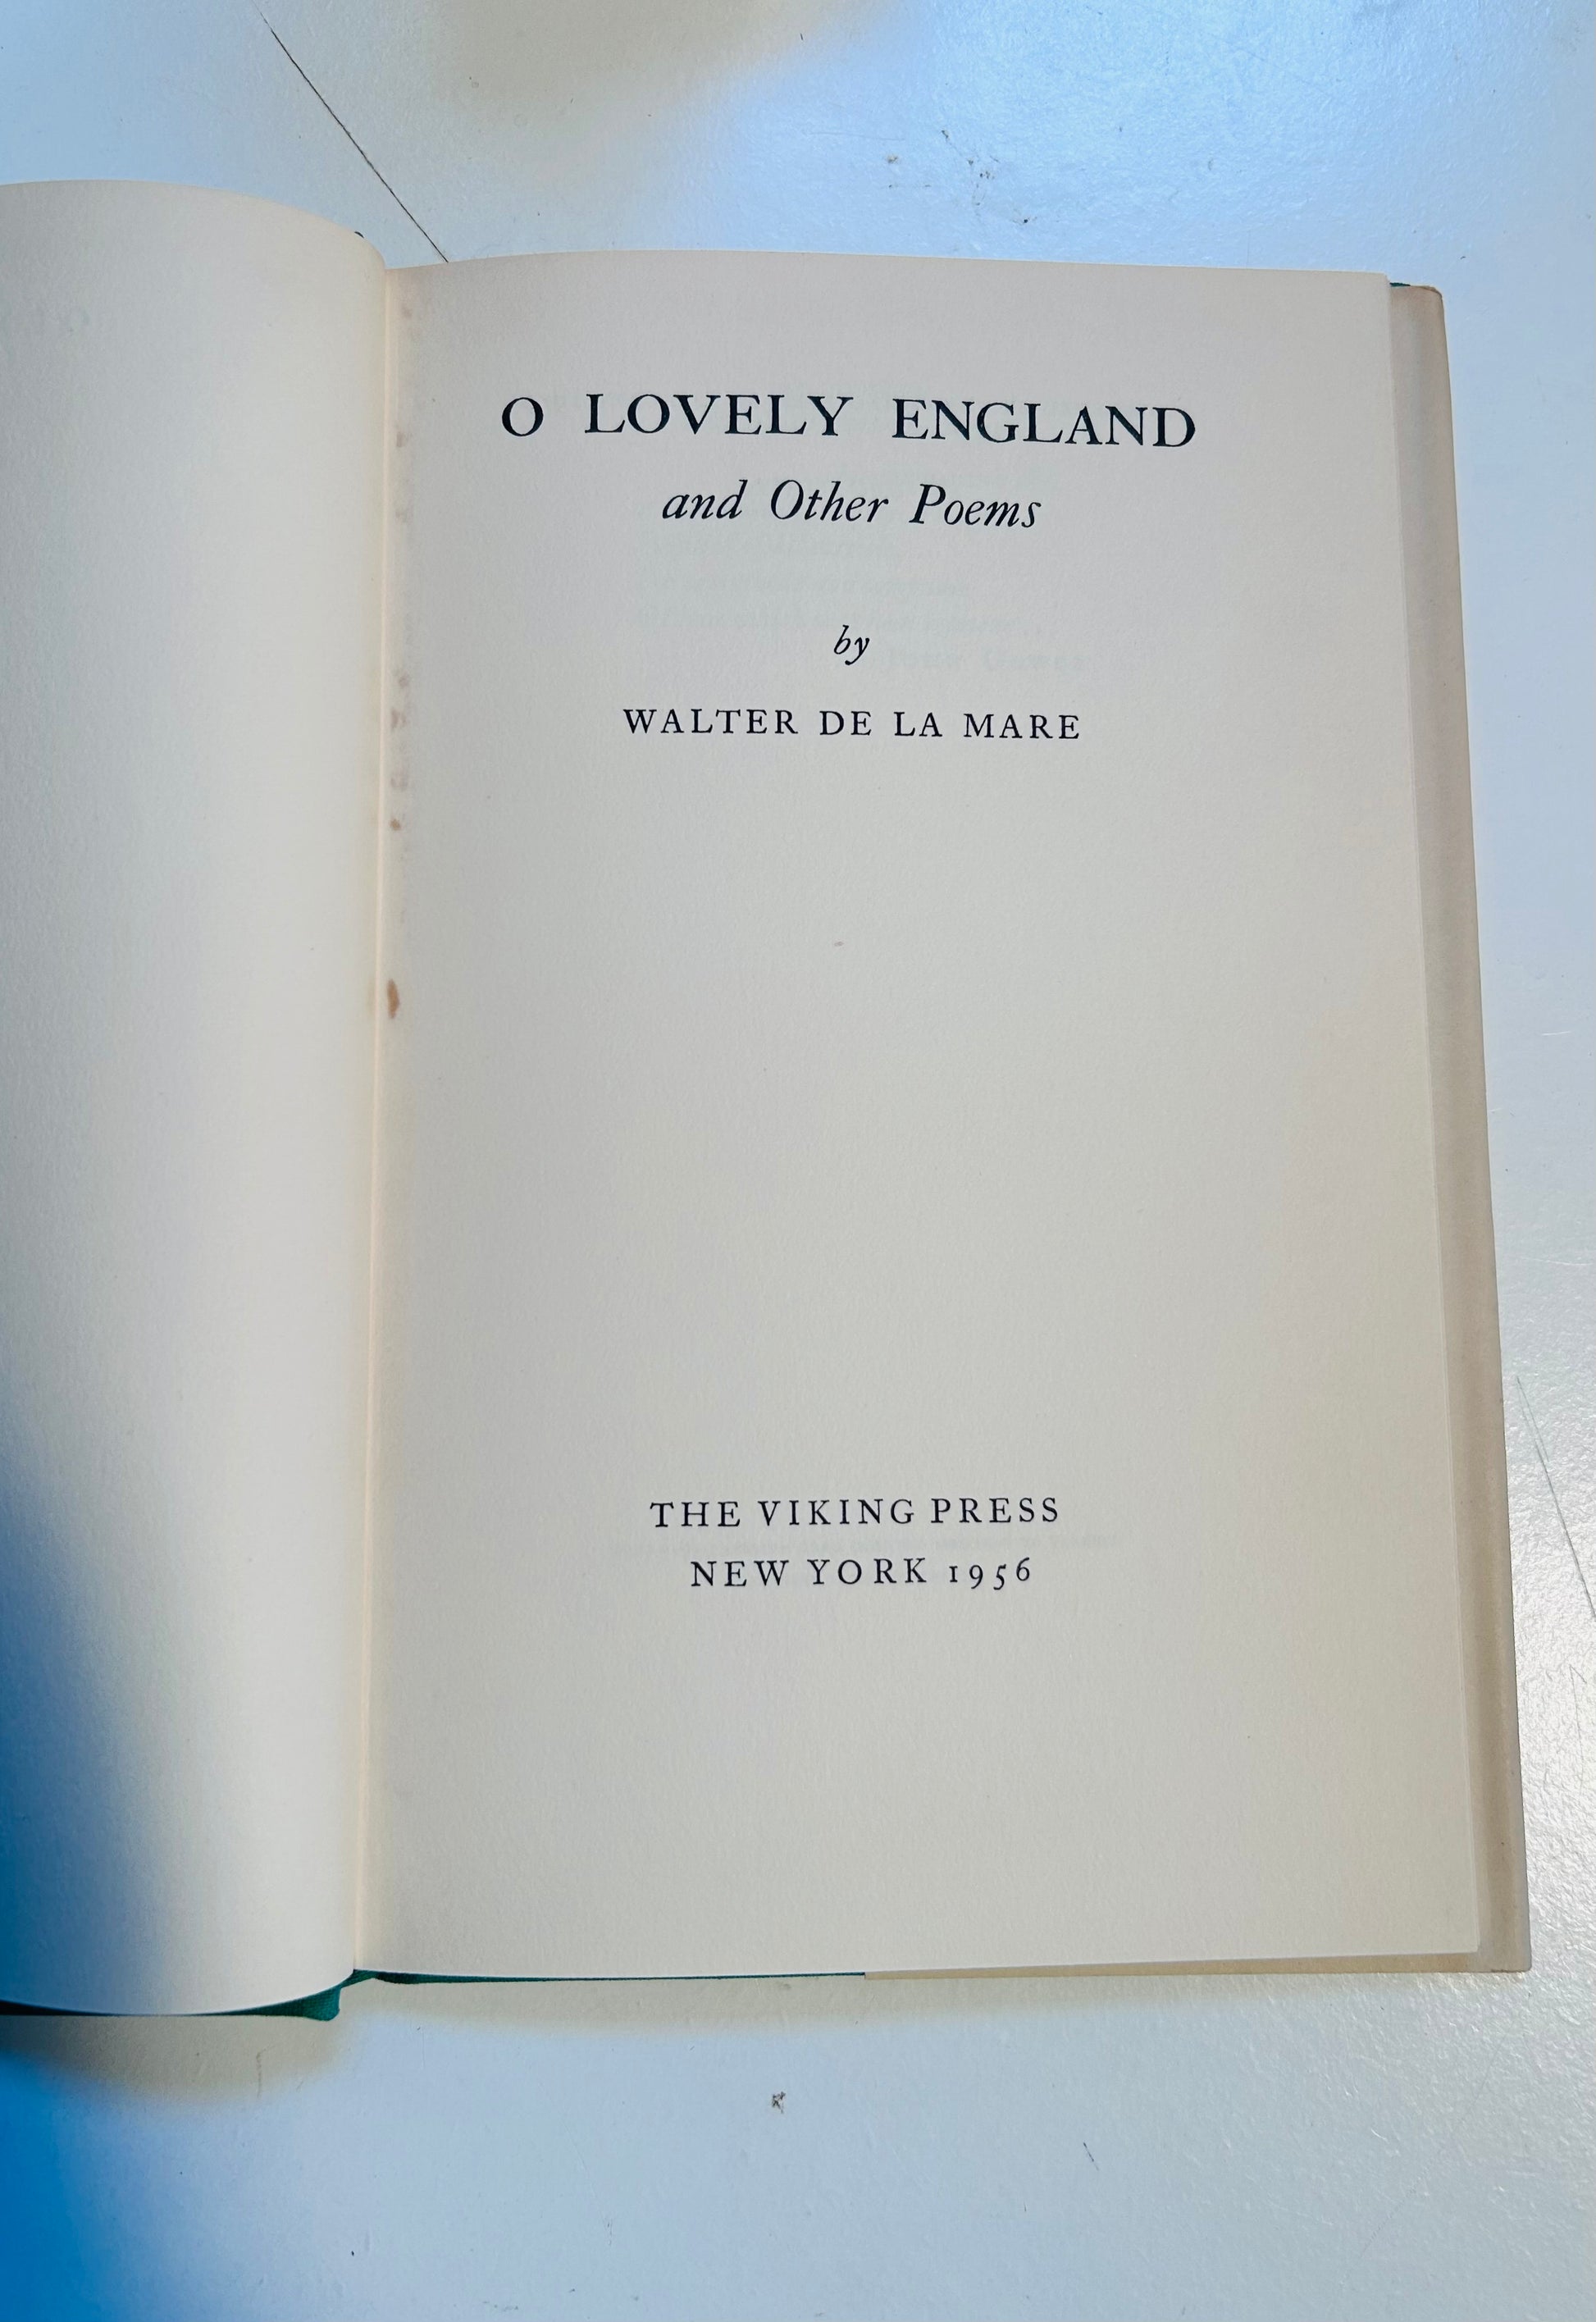 O LOVELY ENGLAND
and Other Poems
by
WALTER DE LA MARE
THE VIKING PRESS
NEW YORK 1956